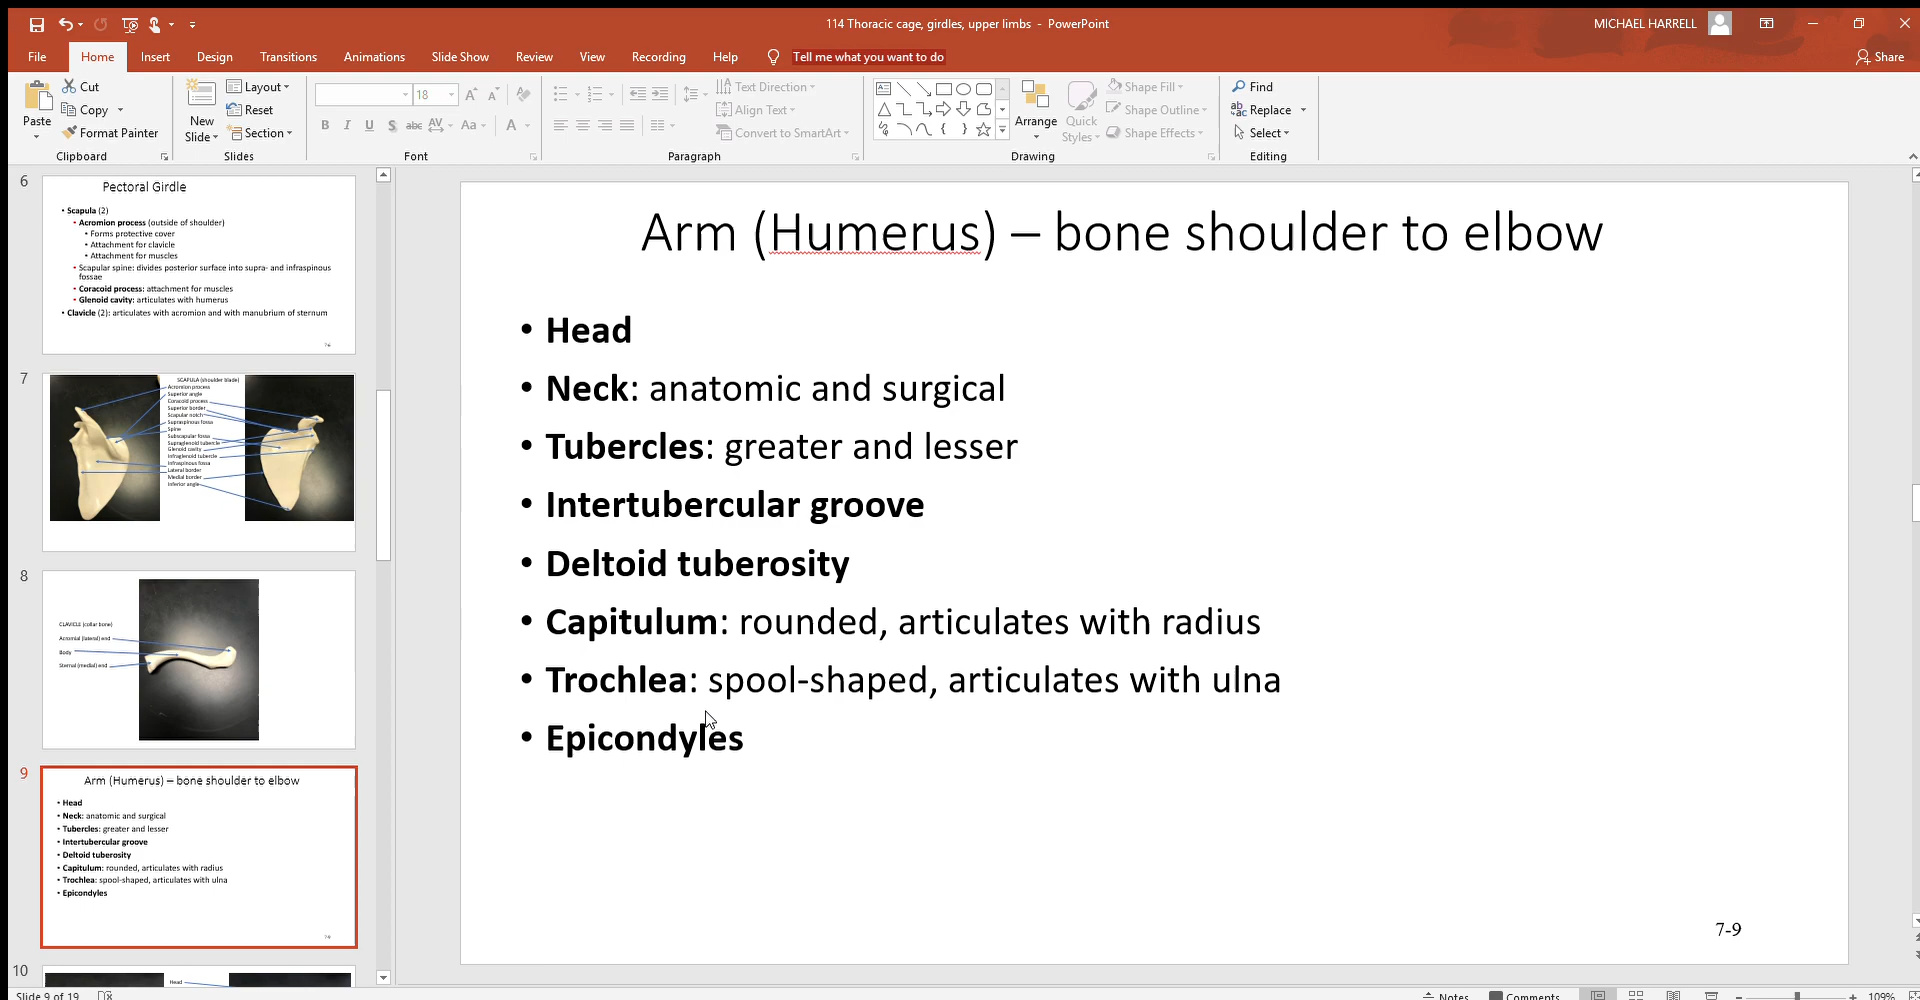 114 Thoracic cage, girdles, upper limbs - PowerPoint
MICHAEL HARRELL
File Home Insert Design Transitions Animations Slide Show Review View Recording Help Tell me what you want to do
Share
Cut
Copy
Format Painter
Paste
Clipboard
New
Slide
Layout
Reset
Section
Slides
18
B I U S abc AV Aa A
Font
Text Direction
Align Text
Convert to SmartArt
Paragraph
Arrange
Quick
Styles
Shape Fill
Shape Outline
Shape Effects
Drawing
Find
Replace
Select
Editing
6
Pectoral Girdle
• Scapula (2)
• Acromion process (outside of shoulder)
• Forms protective cover
• Attachment for clavicle
• Attachment for muscles
• Scapular spine: divides posterior surface into supra- and infraspinous
fossae
• Coracoid process: attachment for muscles
• Glenoid cavity: articulates with humerus
• Clavicle (2): articulates with acromion and with manubrium of sternum
7
SCAPULA (shoulder blade)
Acromion process
Superior angle
Coracoid process
Superior border
Scapular notch
Supraspinous fossa
Spine
Subscapular fossa
Supraglenoid tubercle
Glenoid cavity
Infraglenoid tubercle
Infraspinous fossa
Lateral border
Medial border
Inferior angle
8
CLAVICLE (collar bone)
Acromial (lateral) end
Body
Sternal (medial) end
9
Arm (Humerus) – bone shoulder to elbow
• Head
• Neck: anatomic and surgical
• Tubercles: greater and lesser
• Intertubercular groove
• Deltoid tuberosity
• Capitulum: rounded, articulates with radius
• Trochlea: spool-shaped, articulates with ulna
• Epicondyles
10
Head
Arm (Humerus) – bone shoulder to elbow
• Head
• Neck: anatomic and surgical
• Tubercles: greater and lesser
• Intertubercular groove
• Deltoid tuberosity
• Capitulum: rounded, articulates with radius
• Trochlea: spool-shaped, articulates with ulna
• Epicondyles
7-9
Slide 9 of 19
Notes
Comments
109%